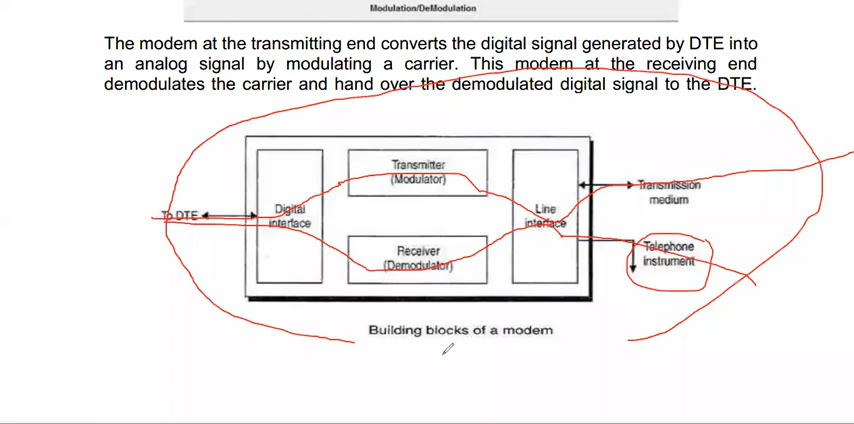 Modulation/DeModulation
The modem at the transmitting end converts the digital signal generated by DTE into
an analog signal by modulating a carrier. This modem at the receiving end
demodulates the carrier and hand over the demodulated digital signal to the DTE.
Transmitter
(Modulator)
To DTE
Digital
interface
Line
interface
Transmission
medium
Receiver
(Demodulator)
Telephone
instrument
Building blocks of a modem